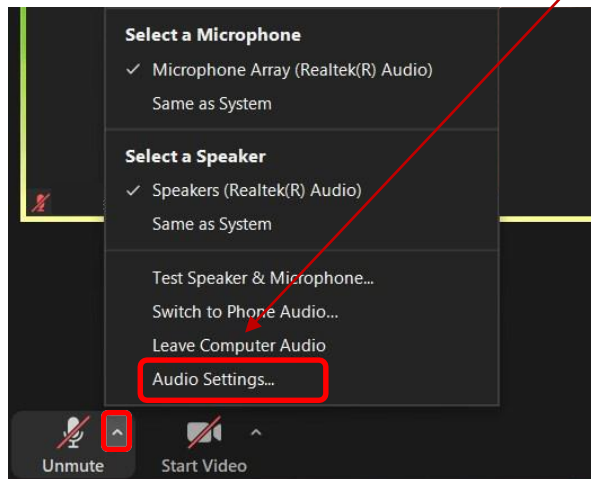 Select a Microphone
Microphone Array (Realtek(R) Audio)
Same as System
Select a Speaker
Speakers (Realtek(R) Audio)
Same as System
Test Speaker & Microphone...
Switch to Phone Audio...
Leave Computer Audio
Audio Settings...
Unmute
Start Video